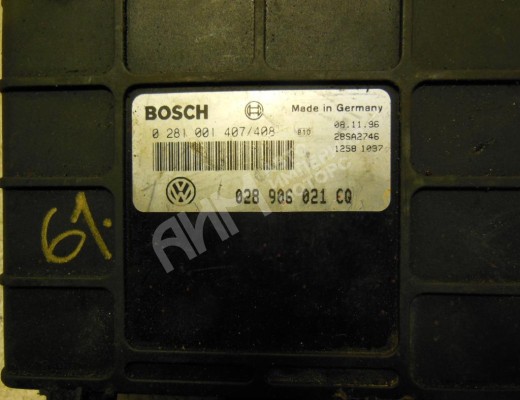 BOSCH
Made in Germany
0 281 001 407/408 810
06.11.96
28SA2746
1258 1037
028 906 021 CQ
61.